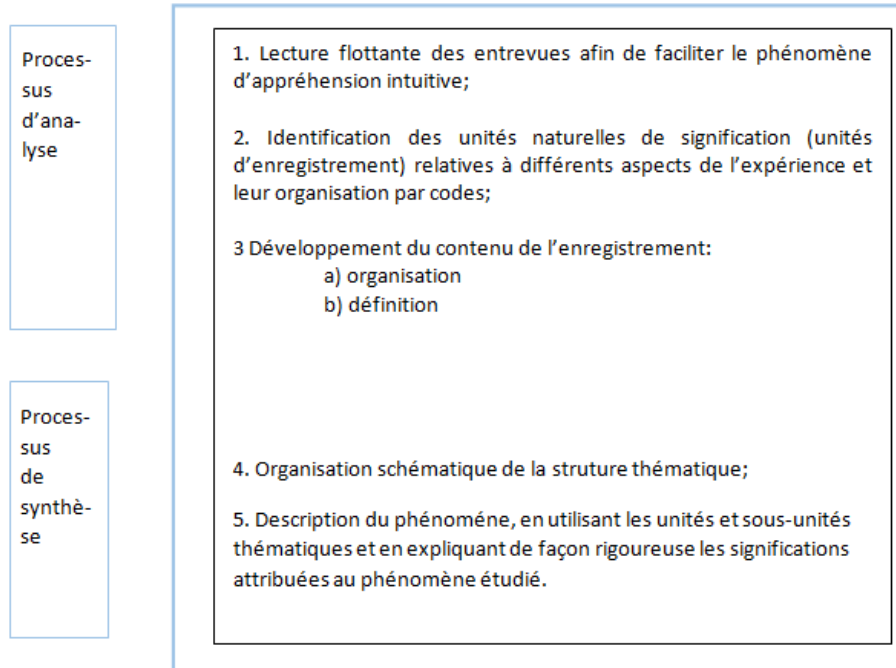 Proces-
sus
d'ana-
lyse
1. Lecture flottante des entrevues afin de faciliter le phénomène
d'appréhension intuitive;
2. Identification des unités naturelles de signification (unités
d'enregistrement) relatives à différents aspects de l'expérience et
leur organisation par codes;
3 Développement du contenu de l'enregistrement:
a) organisation
b) définition
Proces-
sus
de
synthè-
se
4. Organisation schématique de la struture thématique;
5. Description du phénoméne, en utilisant les unités et sous-unités
thématiques et en expliquant de façon rigoureuse les significations
attribuées au phénomène étudié.